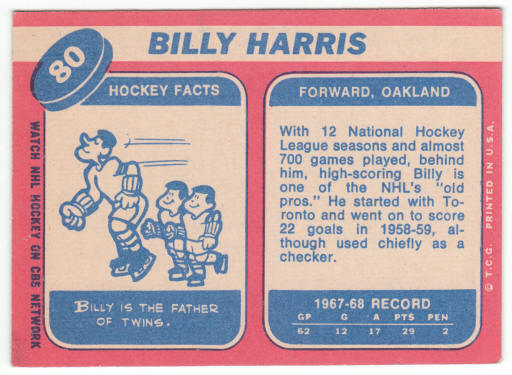 80
BILLY HARRIS
HOCKEY FACTS
BILLY IS THE FATHER
OF TWINS.
FORWARD, OAKLAND
With 12 National Hockey
League seasons and almost
700 games played, behind
him, high-scoring Billy is
one of the NHL's "old
pros." He started with To-
ronto and went on to score
22 goals in 1958-59, al-
though used chiefly as a
checker.
1967-68 RECORD
GP G A PTS PEN
62 12 17 29 2
WATCH NHL HOCKEY ON CBS NETWORK
© T.C.G. PRINTED IN U.S.A.